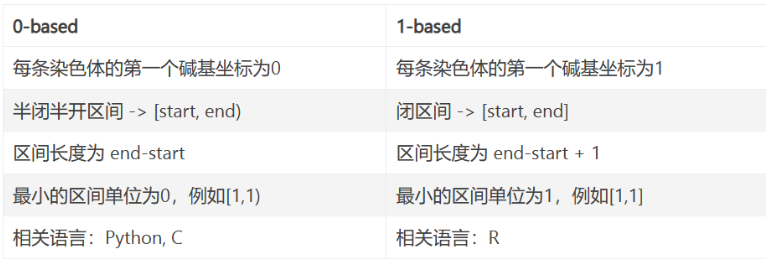 0-based 1-based
每条染色体的第一个碱基坐标为0 每条染色体的第一个碱基坐标为1
半闭半开区间 -> [start, end) 闭区间 -> [start, end]
区间长度为 end-start 区间长度为 end-start + 1
最小的区间单位为0，例如[1,1) 最小的区间单位为1，例如[1,1]
相关语言：Python, C 相关语言：R